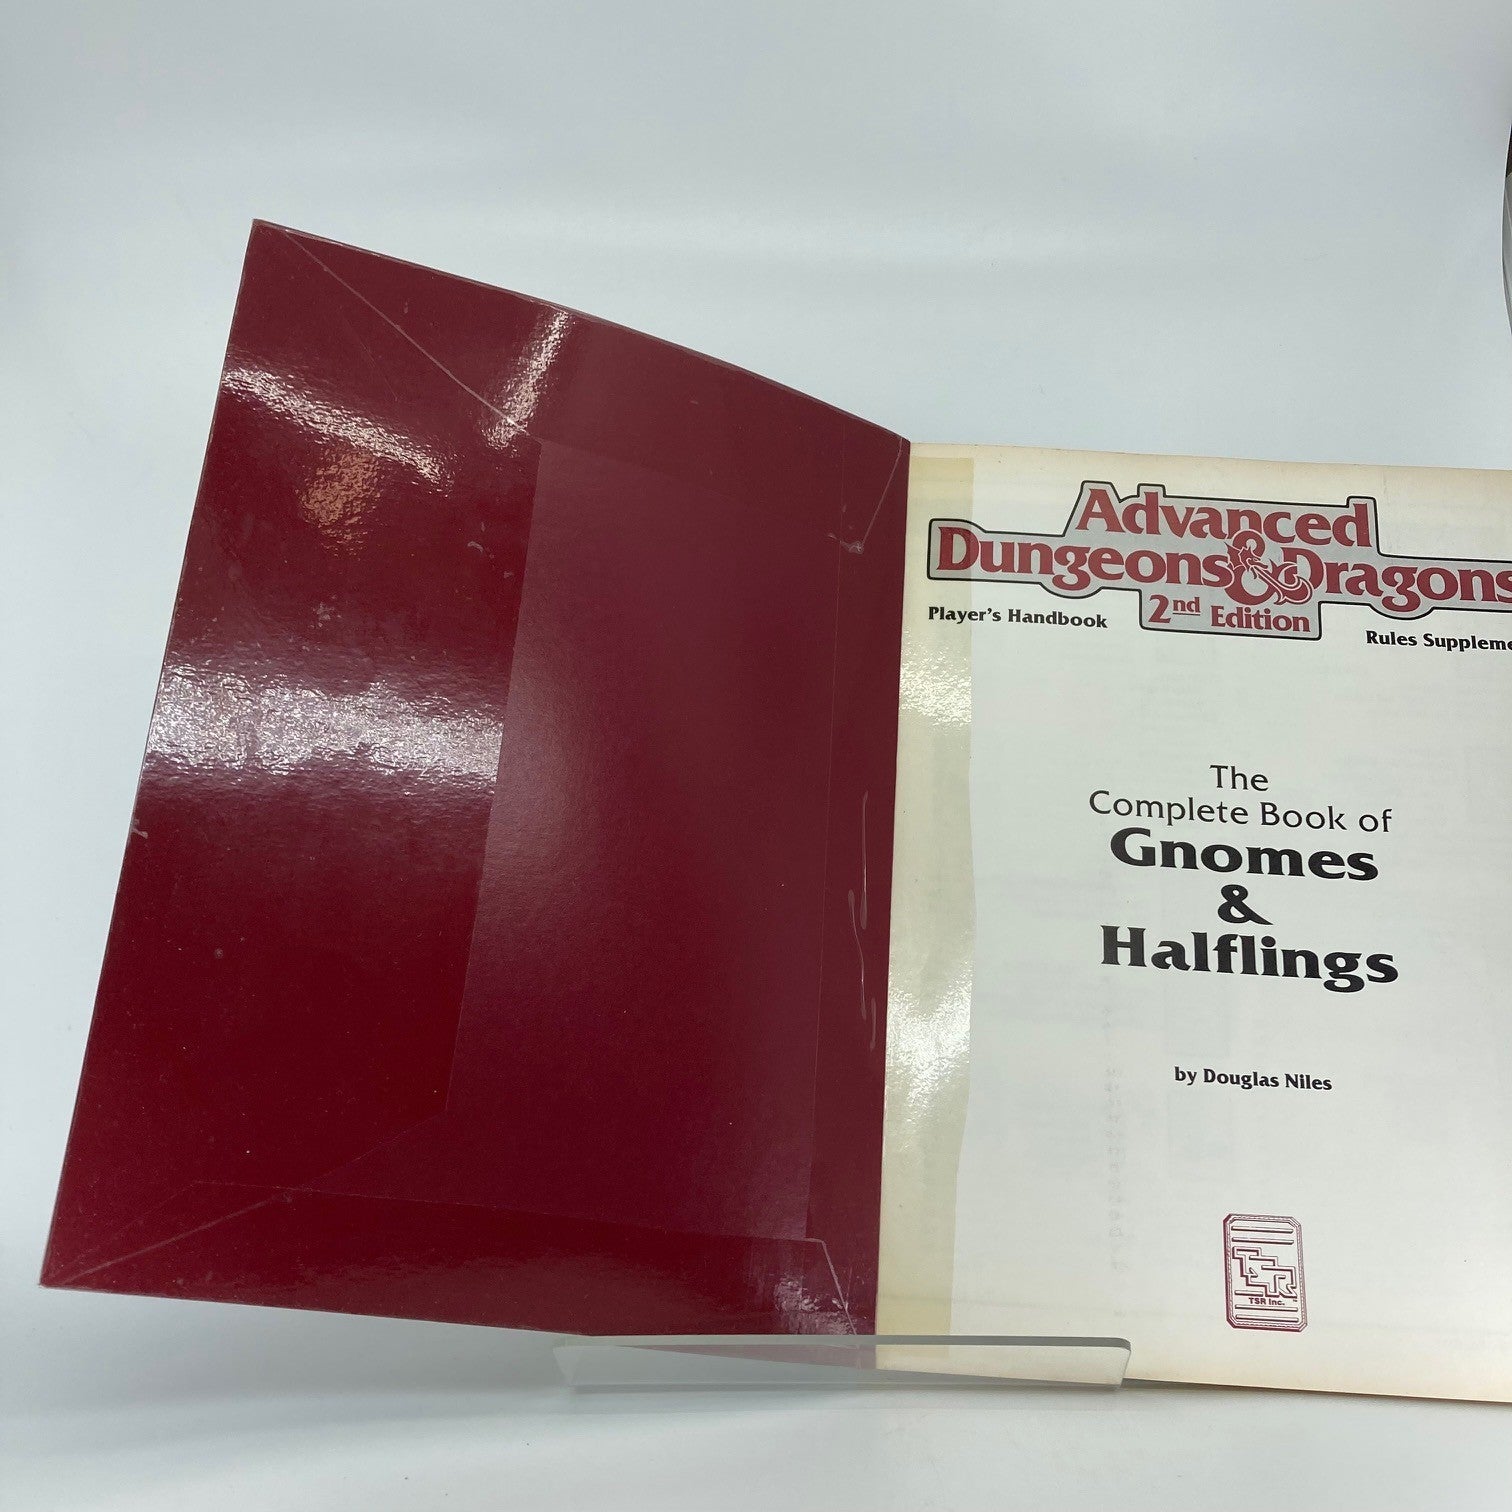 Advanced
Dungeons & Dragons
2nd Edition
Player's Handbook
Rules Suppleme
The
Complete Book of
Gnomes
&
Halflings
by Douglas Niles
TSR
TSR Inc.™